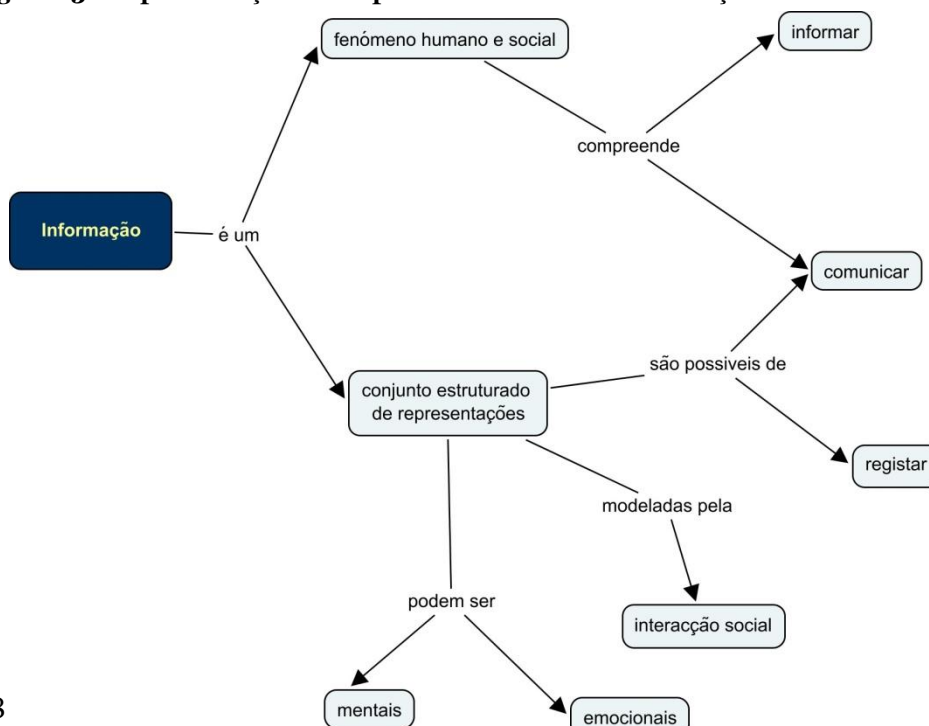 fenómeno humano e social
informar
compreende
Informação
é um
comunicar
são possiveis de
conjunto estruturado
de representações
registar
modeladas pela
podem ser
interacção social
mentais
emocionais